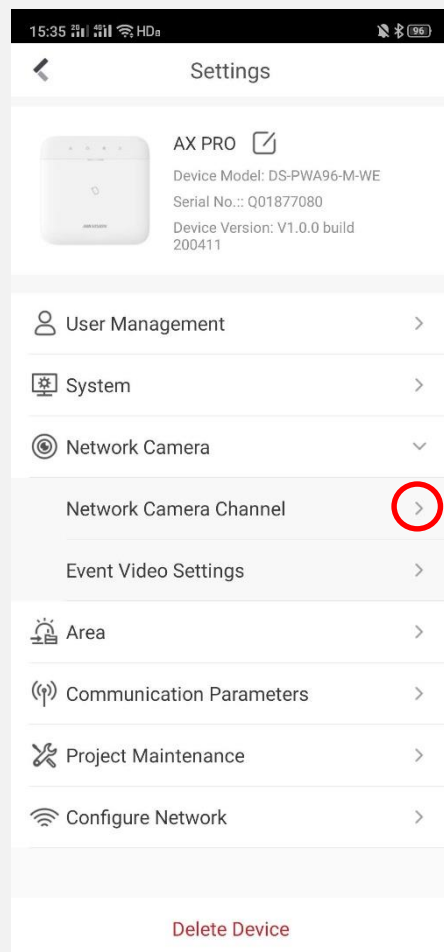 15:35 HD
96
Settings
AX PRO
Device Model: DS-PWA96-M-WE
Serial No.:: Q01877080
Device Version: V1.0.0 build
200411
HIKVISION
User Management
System
Network Camera
Network Camera Channel
Event Video Settings
Area
Communication Parameters
Project Maintenance
Configure Network
Delete Device